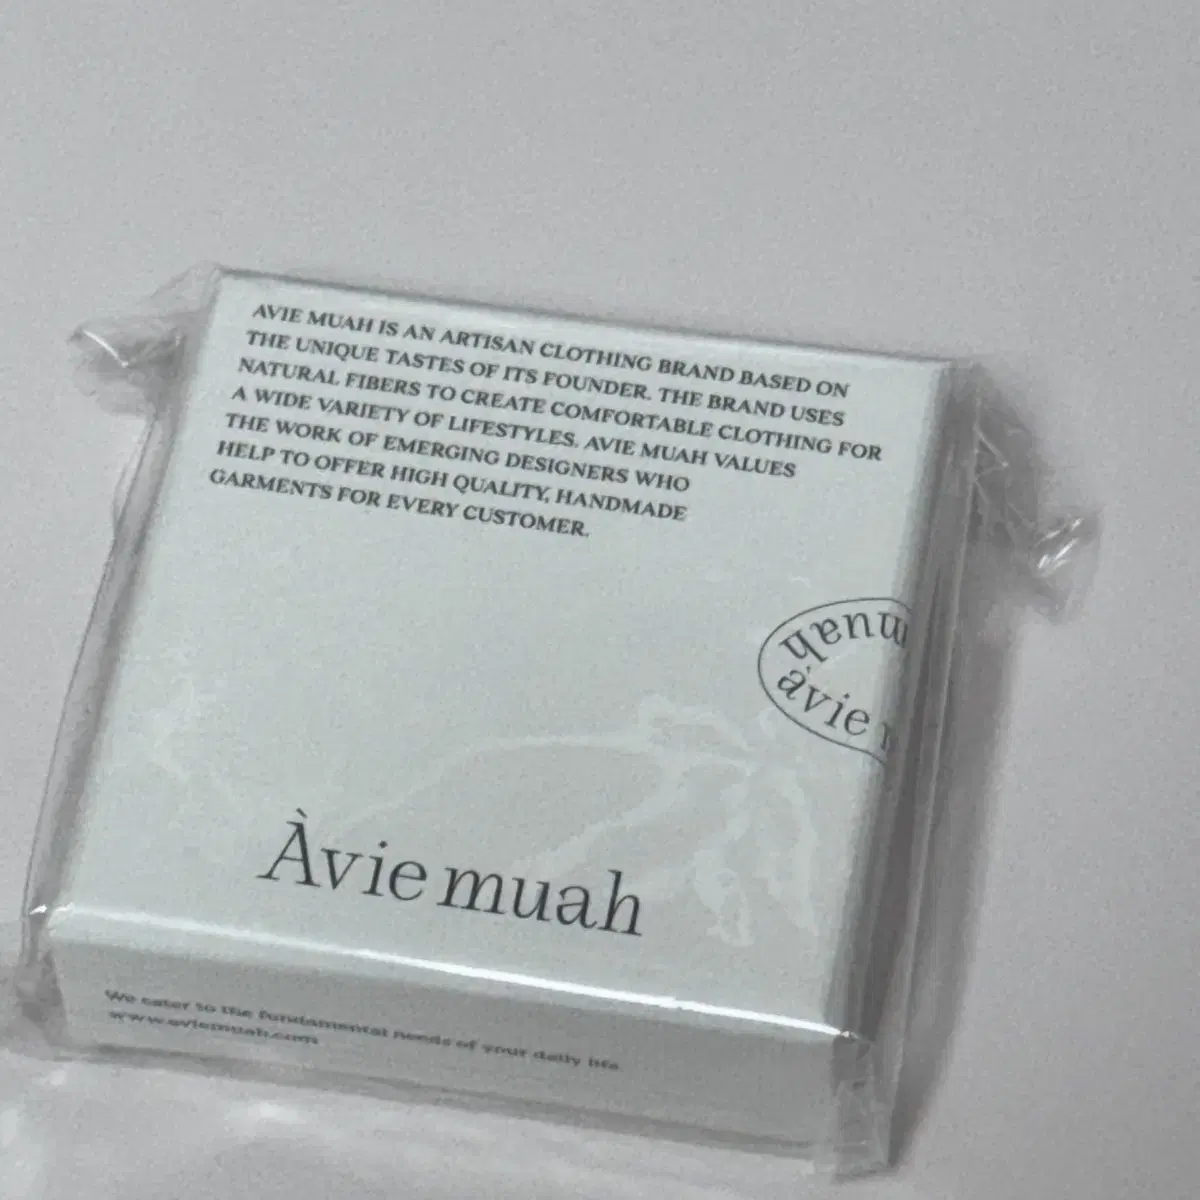 AVIE MUAH IS AN ARTISAN CLOTHING BRAND BASED ON
THE UNIQUE TASTES OF ITS FOUNDER. THE BRAND USES
NATURAL FIBERS TO CREATE COMFORTABLE CLOTHING FOR
A WIDE VARIETY OF LIFESTYLES. AVIE MUAH VALUES
THE WORK OF EMERGING DESIGNERS WHO
HELP TO OFFER HIGH QUALITY, HANDMADE
GARMENTS FOR EVERY CUSTOMER.
muah
àvie
Àvie muah
We cater to the fundamental needs of your daily life
www.aviemuah.com